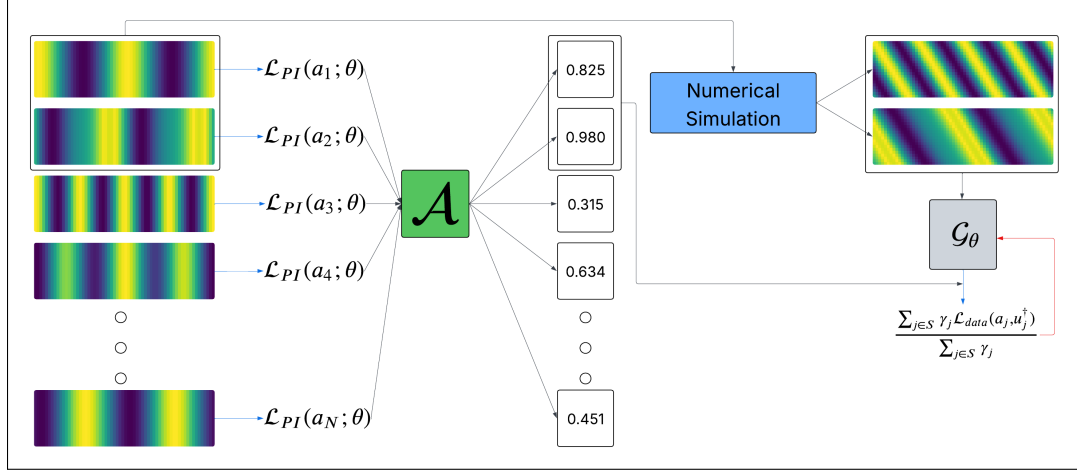 ℒ_PI(a_1; θ)
0.825
Numerical
Simulation
ℒ_PI(a_2; θ)
0.980
ℒ_PI(a_3; θ)
𝒜
0.315
𝒢_θ
ℒ_PI(a_4; θ)
0.634
∑_{j∈S} γ_j ℒ_data(a_j, u_j^†)
∑_{j∈S} γ_j
ℒ_PI(a_N; θ)
0.451